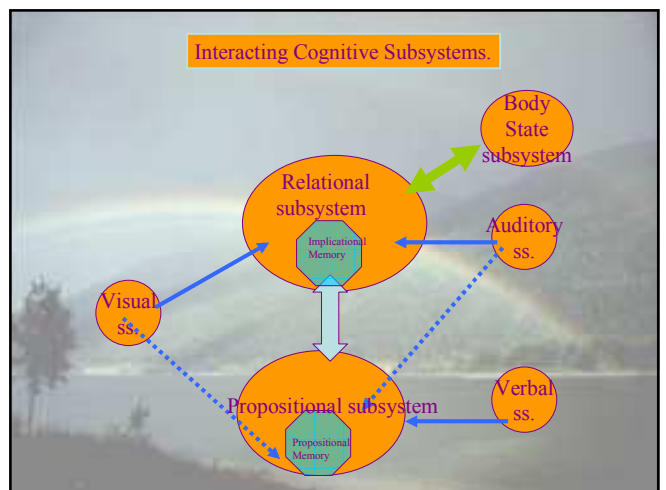 Interacting Cognitive Subsystems.
Body
State
subsystem
Relational
subsystem
Implicational
Memory
Auditory
ss.
Visual
ss.
Propositional subsystem
Propositional
Memory
Verbal
ss.